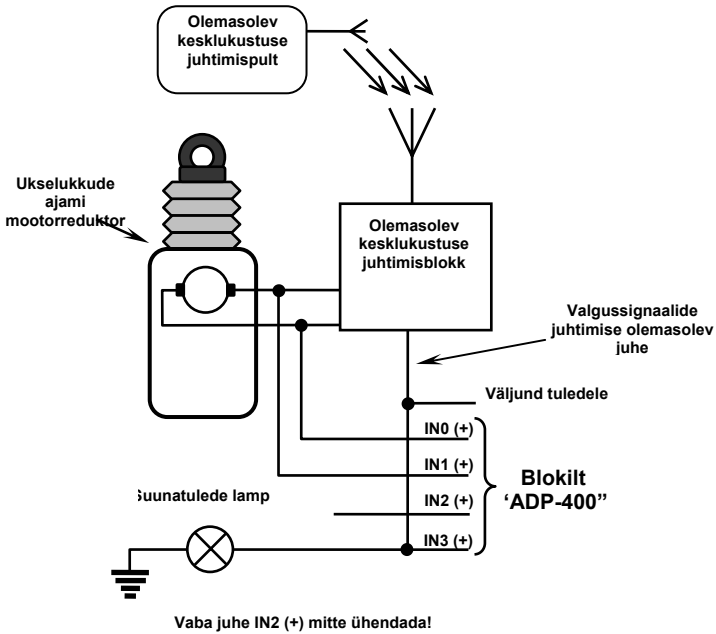 Olemasolev
kesklukustuse
juhtimispult
Ukselukkude
ajami
mootorreduktor
Olemasolev
kesklukustuse
juhtimisblokk
Valgussignaalide
juhtimise olemasolev
juhe
Väljund tuledele
IN0 (+)
IN1 (+)
IN2 (+)
IN3 (+)
Blokilt
‘ADP-400”
Suunatulede lamp
Vaba juhe IN2 (+) mitte ühendada!